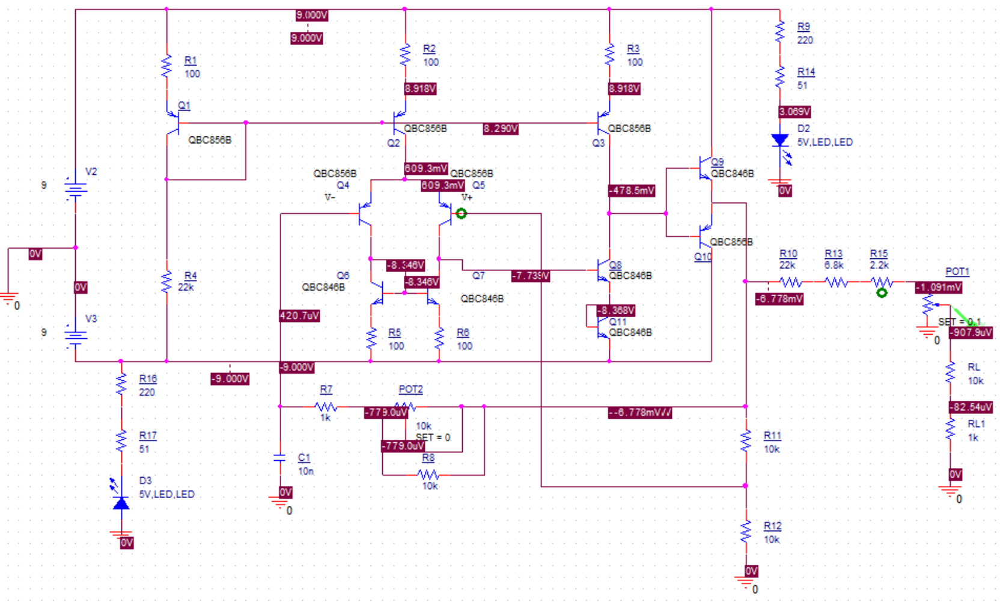 9.000V
9.000V
R1
100
R2
100
R3
100
R9
220
R14
51
8.918V
8.918V
3.069V
Q1
QBC856B
QBC856B
Q2
8.290V
QBC856B
Q3
D2
5V,LED,LED
V2
9
609.3mV
QBC856B
Q4
V-
609.3mV
QBC856B
Q5
V+
Q9
QBC846B
-478.5mV
0V
0V
0
0V
R4
22k
QBC856B
Q10
-8.346V
-8.346V
Q6
QBC846B
Q7
QBC846B
-7.739V
Q8
QBC846B
R10
22k
R13
6.8k
R15
2.2k
POT1
-1.091mV
-6.778mV
SET = 0.1
0
-907.9uV
V3
9
420.7uV
-8.368V
Q11
QBC846B
R5
100
R6
100
-9.000V
-9.000V
RL
10k
-82.54uV
RL1
1k
0V
0
R16
220
R17
51
D3
5V,LED,LED
0V
R7
1k
POT2
-779.0uV
10k
SET = 0
-779.0uV
R8
10k
C1
10n
0V
0
R11
10k
R12
10k
0V
0